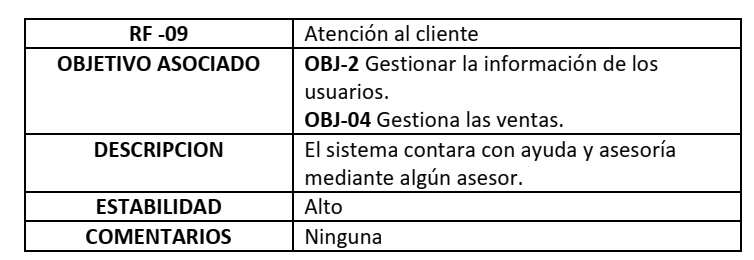 RF -09 Atención al cliente
OBJETIVO ASOCIADO OBJ-2 Gestionar la información de los
usuarios.
OBJ-04 Gestiona las ventas.
DESCRIPCION El sistema contara con ayuda y asesoría
mediante algún asesor.
ESTABILIDAD Alto
COMENTARIOS Ninguna